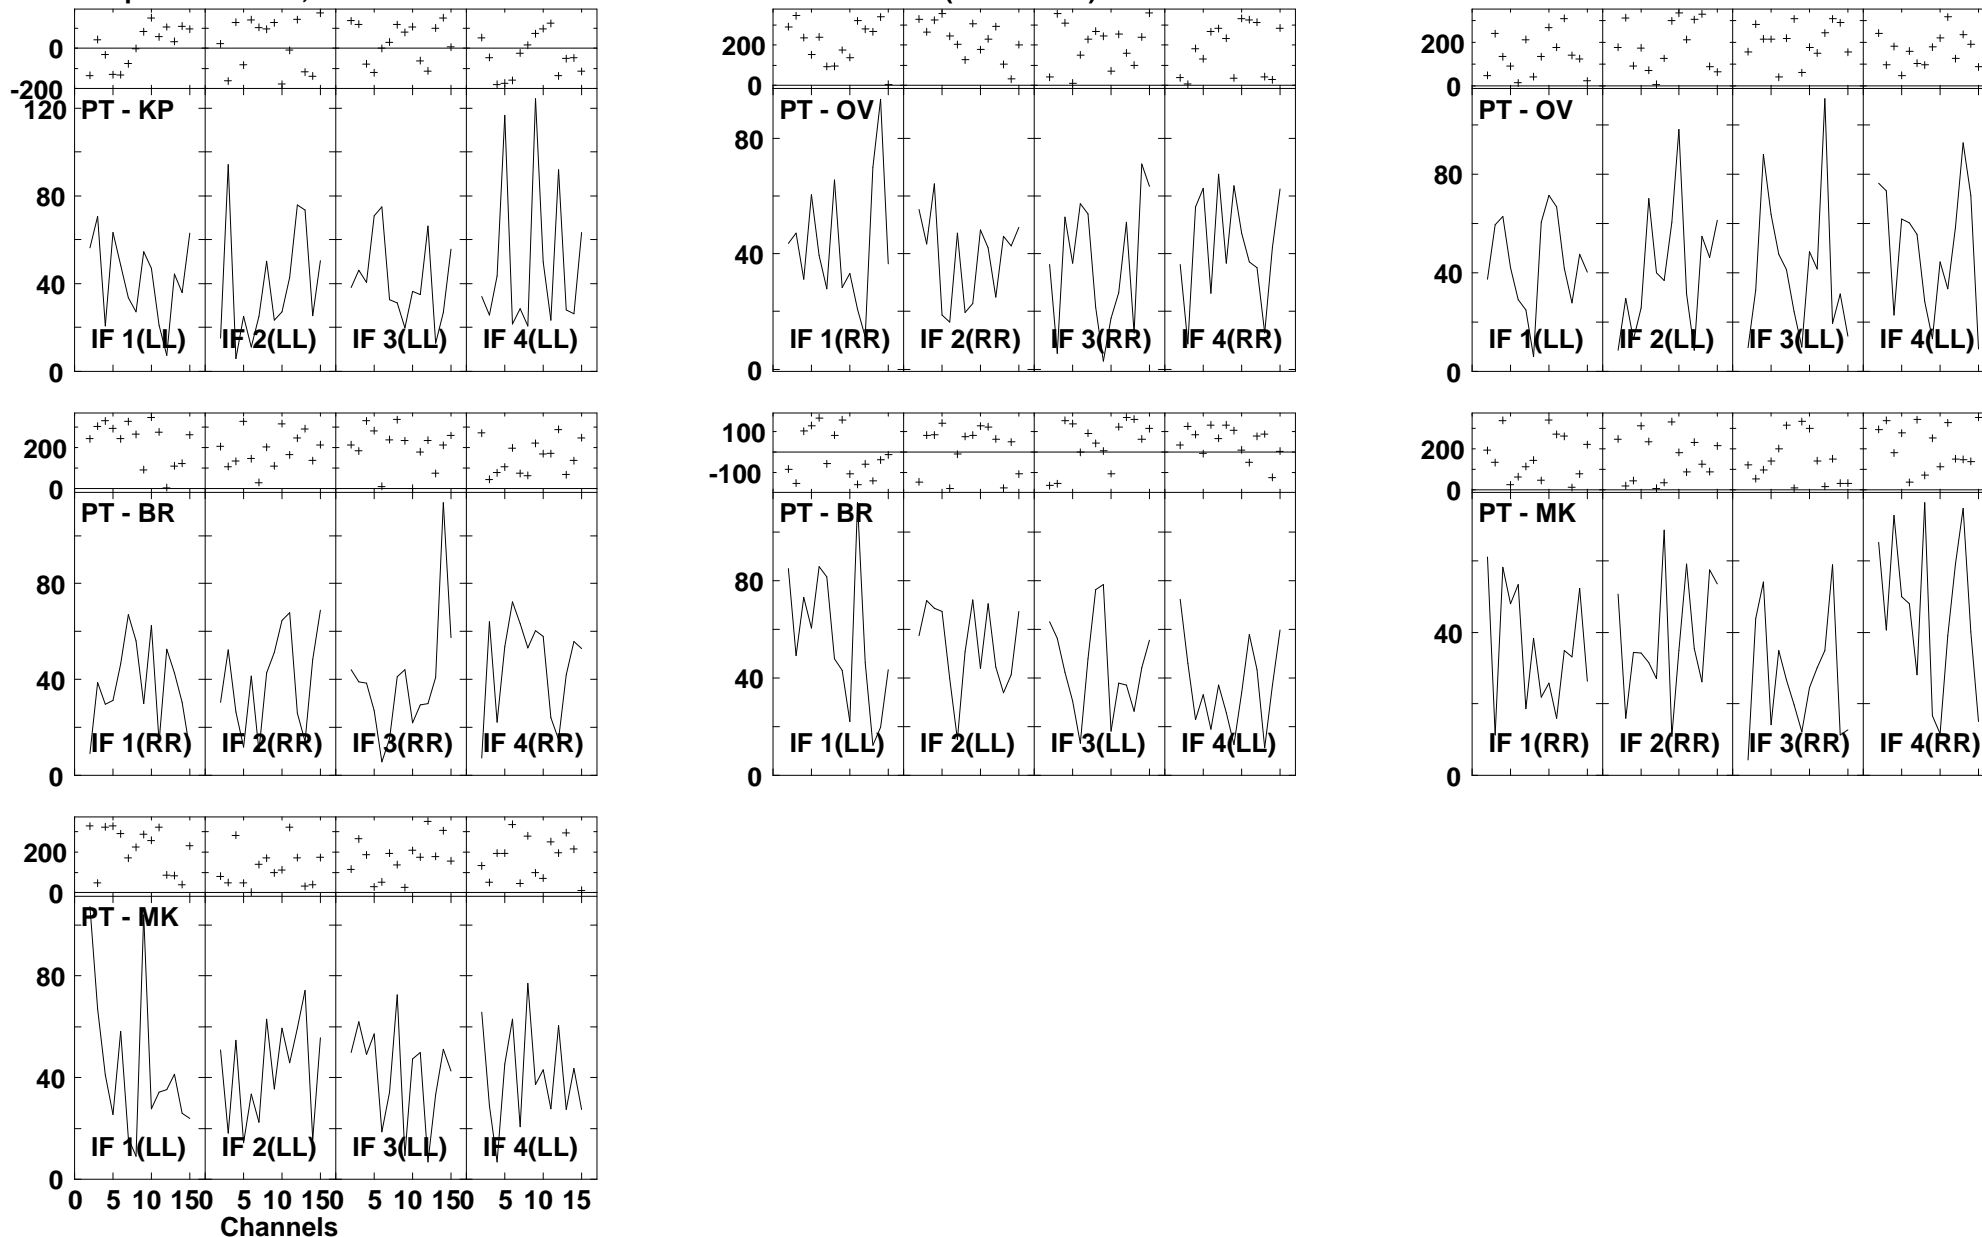 0
-200
120
80
40
0
PT - KP
IF 1(LL)
IF 2(LL)
IF 3(LL)
IF 4(LL)
200
0
80
40
0
PT - OV
IF 1(RR)
IF 2(RR)
IF 3(RR)
IF 4(RR)
200
0
80
40
0
PT - OV
IF 1(LL)
IF 2(LL)
IF 3(LL)
IF 4(LL)
200
0
80
40
0
PT - BR
IF 1(RR)
IF 2(RR)
IF 3(RR)
IF 4(RR)
100
-100
80
40
0
PT - BR
IF 1(LL)
IF 2(LL)
IF 3(LL)
IF 4(LL)
200
0
40
0
PT - MK
IF 1(RR)
IF 2(RR)
IF 3(RR)
IF 4(RR)
200
0
80
40
0
PT - MK
IF 1(LL)
IF 2(LL)
IF 3(LL)
IF 4(LL)
0 5 10 150 5 10 150 5 10 150 5 10 15
Channels